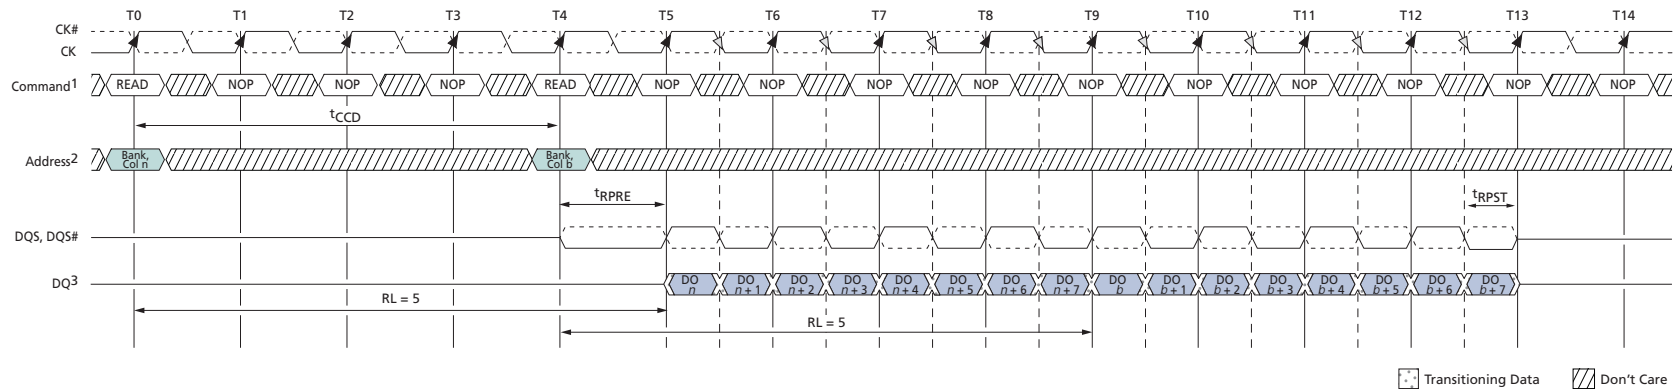 T0 T1 T2 T3 T4 T5 T6 T7 T8 T9 T10 T11 T12 T13 T14
CK#
CK
Command1 READ NOP NOP NOP READ NOP NOP NOP NOP NOP NOP NOP NOP NOP NOP
tCCD
Address2 Bank, Col n Bank, Col b
tRPRE tRPST
DQS, DQS#
DQ3 DO n DO n + 1 DO n + 2 DO n + 3 DO n + 4 DO n + 5 DO n + 6 DO n + 7 DO b DO b + 1 DO b + 2 DO b + 3 DO b + 4 DO b + 5 DO b + 6 DO b + 7
RL = 5
RL = 5
Transitioning Data Don't Care